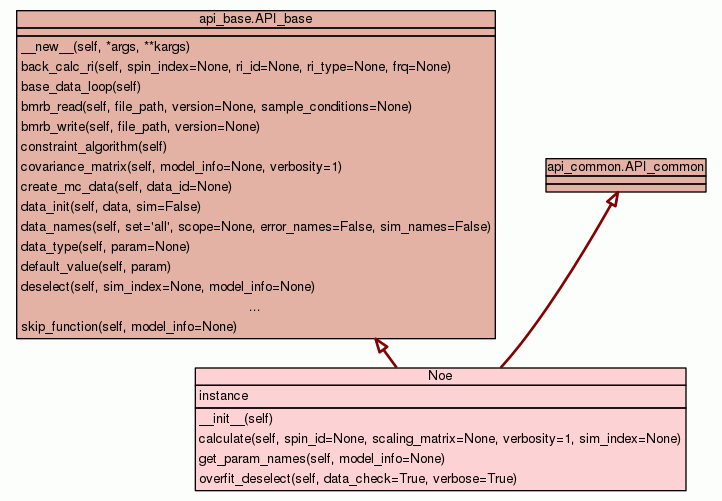 api_base.API_base
__new__(self, *args, **kargs)
back_calc_ri(self, spin_index=None, ri_id=None, ri_type=None, frq=None)
base_data_loop(self)
bmrb_read(self, file_path, version=None, sample_conditions=None)
bmrb_write(self, file_path, version=None)
constraint_algorithm(self)
covariance_matrix(self, model_info=None, verbosity=1)
create_mc_data(self, data_id=None)
data_init(self, data, sim=False)
data_names(self, set='all', scope=None, error_names=False, sim_names=False)
data_type(self, param=None)
default_value(self, param)
deselect(self, sim_index=None, model_info=None)
...
skip_function(self, model_info=None)
api_common.API_common
Noe
instance
__init__(self)
calculate(self, spin_id=None, scaling_matrix=None, verbosity=1, sim_index=None)
get_param_names(self, model_info=None)
overfit_deselect(self, data_check=True, verbose=True)